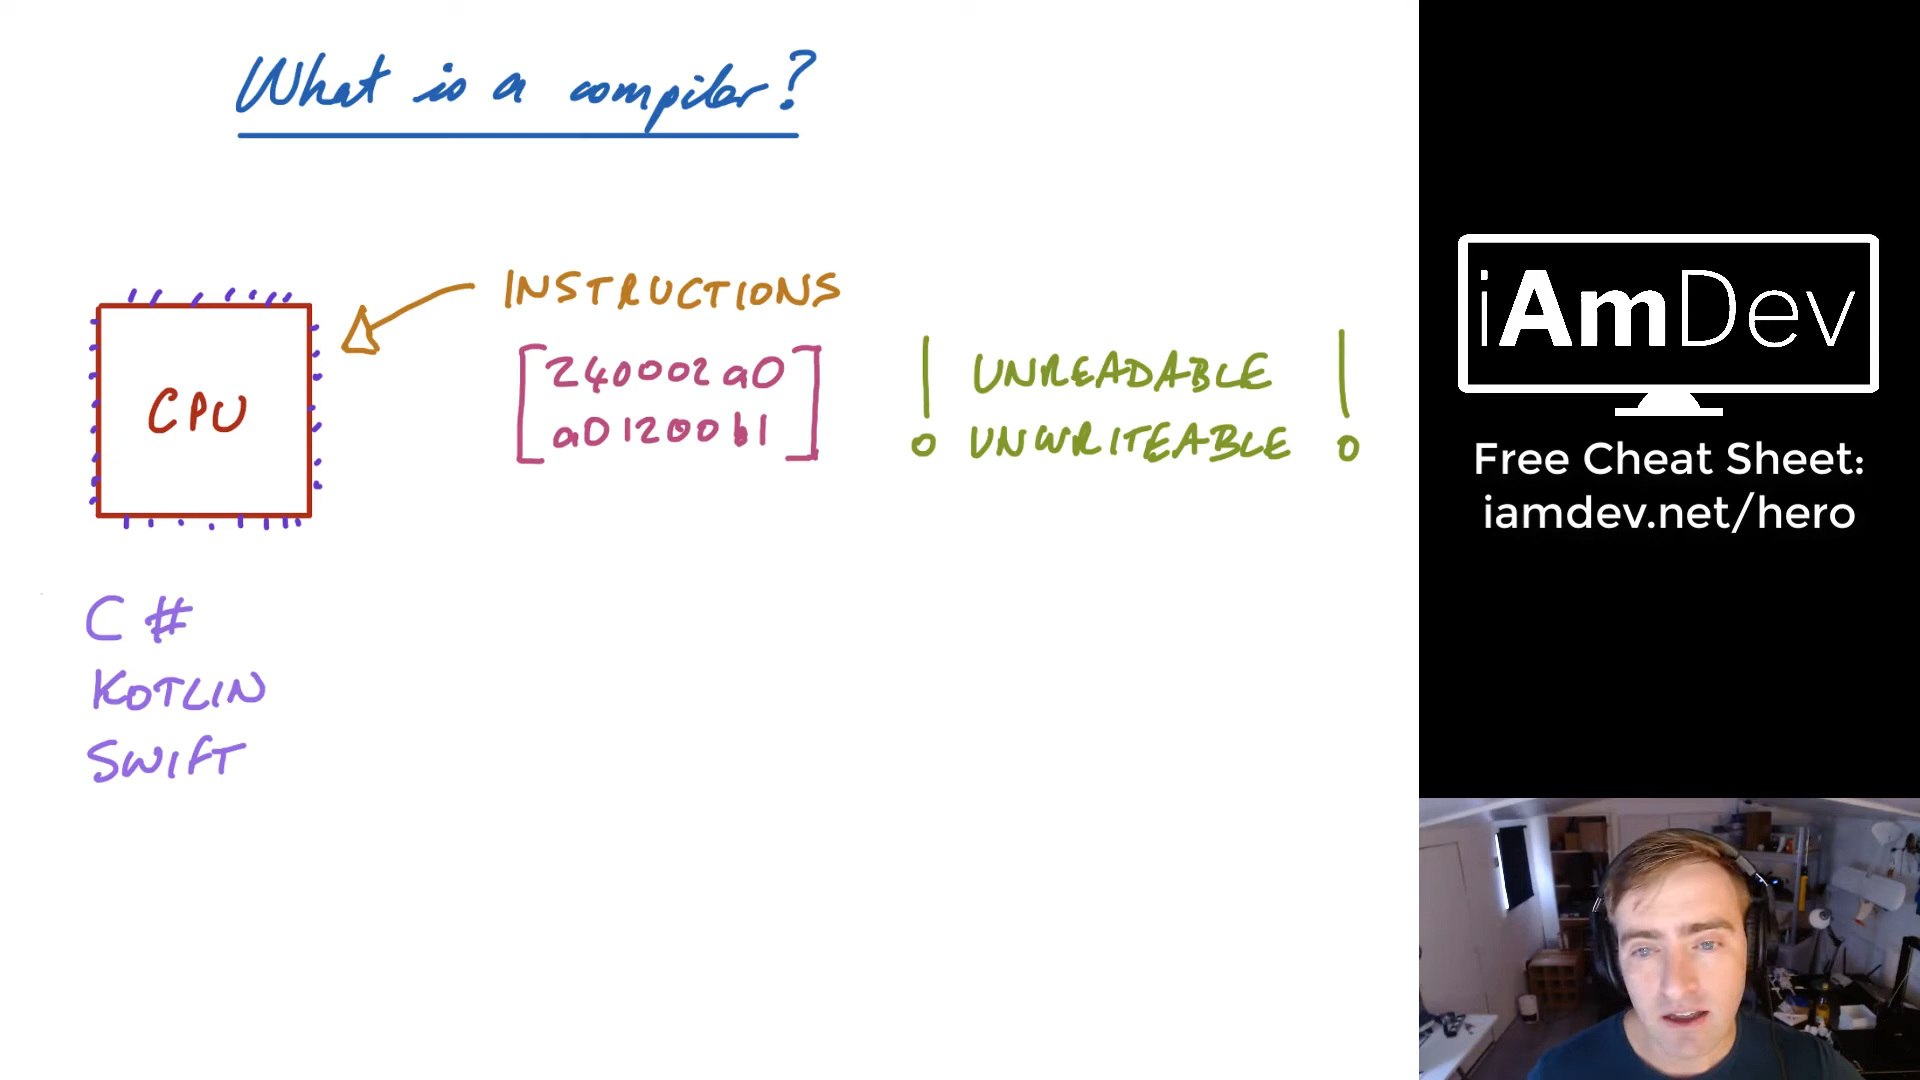 What is a compiler?
INSTRUCTIONS
240002a0
a01200b1
! UNREADABLE !
UNWRITEABLE
CPU
C #
KOTLIN
SWIFT
iAmDev
Free Cheat Sheet:
iamdev.net/hero